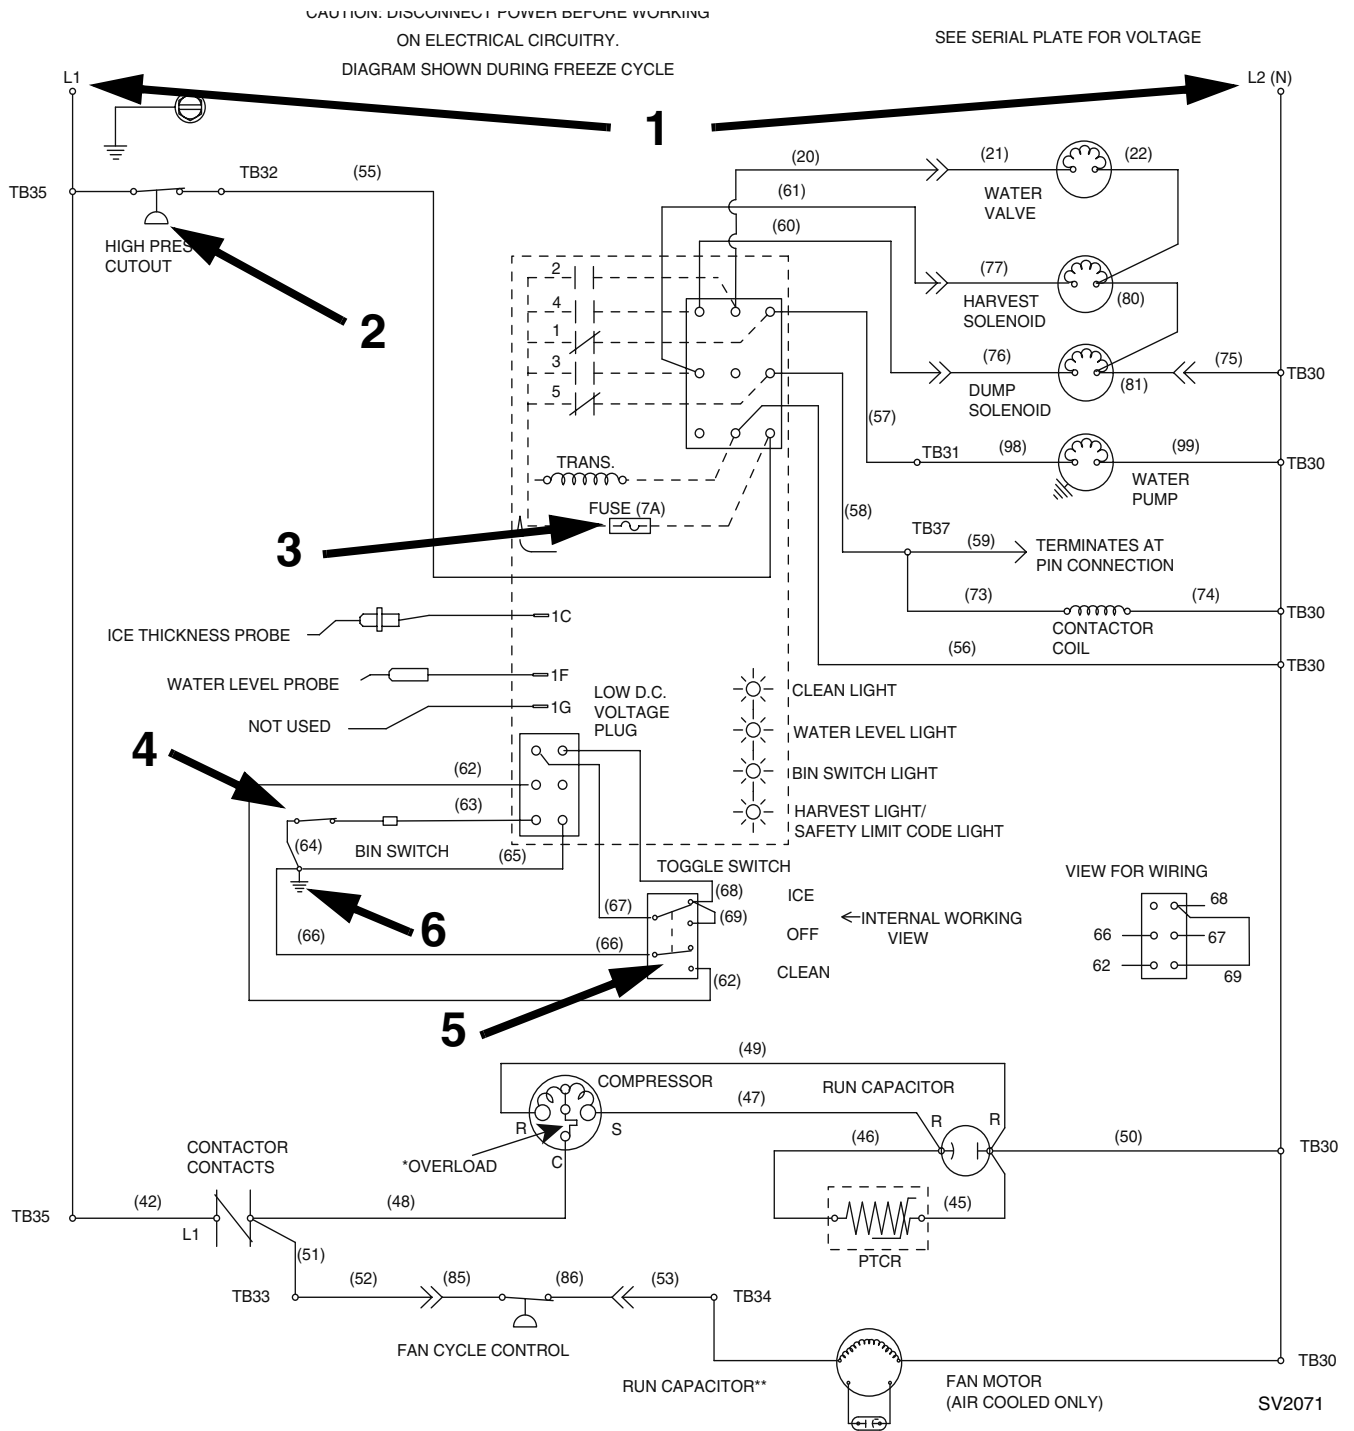 CAUTION: DISCONNECT POWER BEFORE WORKING
ON ELECTRICAL CIRCUITRY.
DIAGRAM SHOWN DURING FREEZE CYCLE
SEE SERIAL PLATE FOR VOLTAGE
L1
L2 (N)
1
(20)
(21)
(22)
TB35
TB32
(55)
(61)
WATER
VALVE
(60)
HIGH PRES
CUTOUT
2
(77)
(80)
HARVEST
SOLENOID
2
4
1
3
5
(76)
(81)
(75)
TB30
DUMP
SOLENOID
(57)
TB31
(98)
(99)
TB30
WATER
PUMP
TRANS.
FUSE (7A)
3
(58)
TB37
(59)
TERMINATES AT
PIN CONNECTION
(73)
(74)
TB30
CONTACTOR
COIL
(56)
TB30
ICE THICKNESS PROBE
1C
WATER LEVEL PROBE
1F
NOT USED
1G
LOW D.C.
VOLTAGE
PLUG
CLEAN LIGHT
WATER LEVEL LIGHT
BIN SWITCH LIGHT
HARVEST LIGHT/
SAFETY LIMIT CODE LIGHT
4
(62)
(63)
(64)
BIN SWITCH
(65)
TOGGLE SWITCH
(68)
(67)
(69)
ICE
OFF
CLEAN
INTERNAL WORKING
VIEW
6
(66)
(66)
(62)
5
VIEW FOR WIRING
68
66
67
62
69
(49)
COMPRESSOR
(47)
RUN CAPACITOR
R
S
C
*OVERLOAD
R
R
(46)
(50)
TB30
CONTACTOR
CONTACTS
TB35
(42)
(48)
L1
(45)
PTCR
(51)
TB33
(52)
(85)
(86)
(53)
TB34
FAN CYCLE CONTROL
RUN CAPACITOR**
FAN MOTOR
(AIR COOLED ONLY)
TB30
SV2071